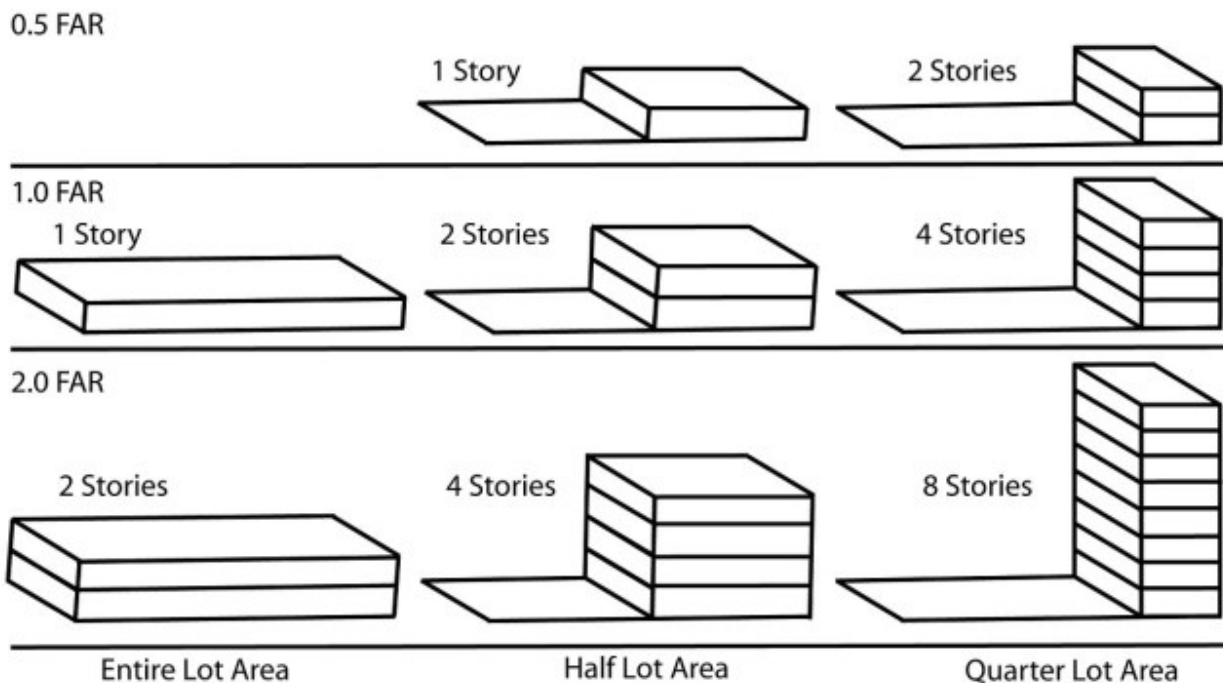 0.5 FAR
1 Story
2 Stories
1.0 FAR
1 Story
2 Stories
4 Stories
2.0 FAR
2 Stories
4 Stories
8 Stories
Entire Lot Area
Half Lot Area
Quarter Lot Area